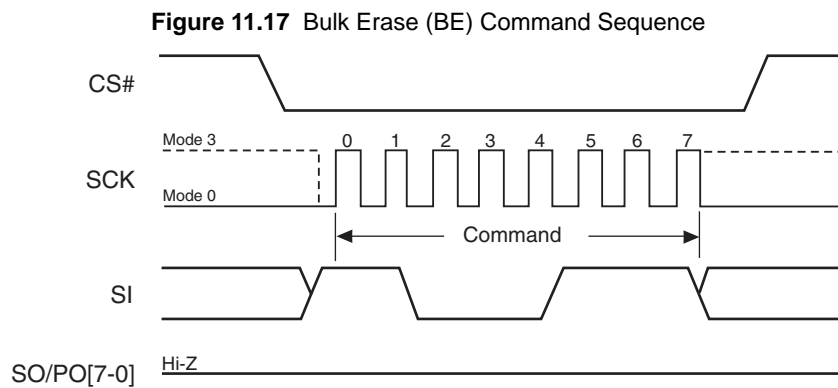 Figure 11.17 Bulk Erase (BE) Command Sequence
CS#
Mode 3
0 1 2 3 4 5 6 7
SCK
Mode 0
Command
SI
Hi-Z
SO/PO[7-0]